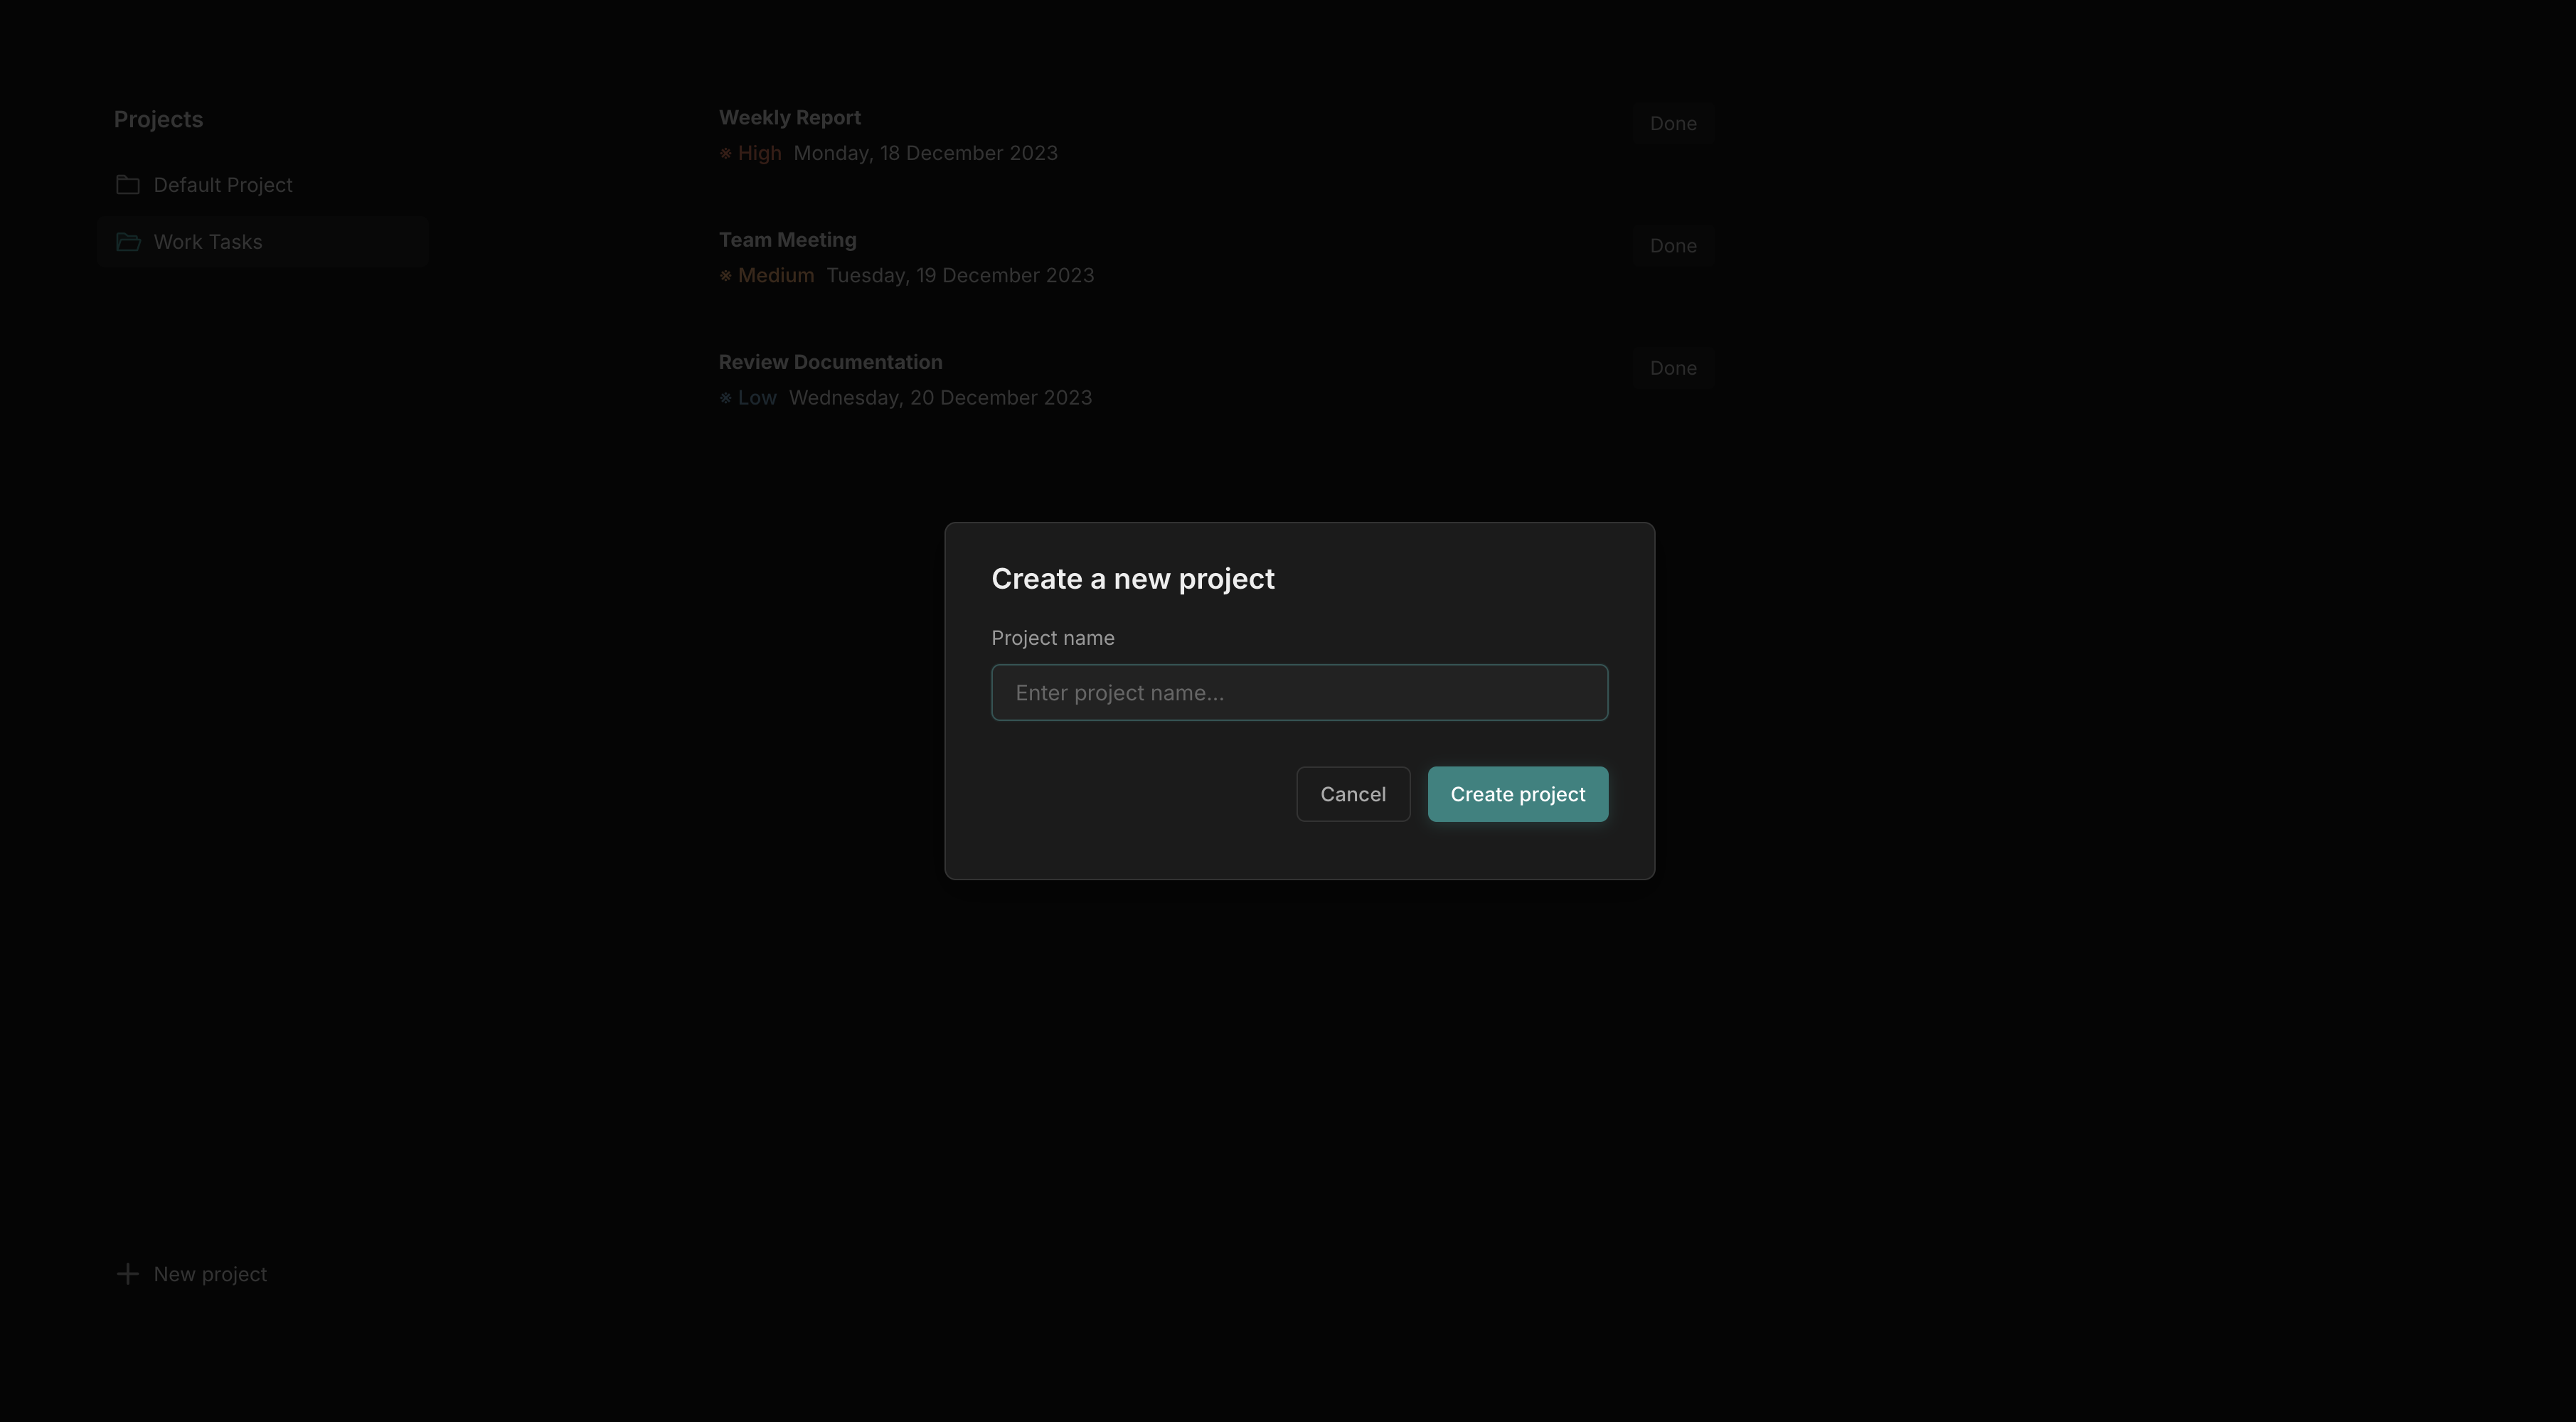 Projects
Default Project
Work Tasks
New project
Weekly Report
Done
※ High Monday, 18 December 2023
Team Meeting
Done
※ Medium Tuesday, 19 December 2023
Review Documentation
Done
※ Low Wednesday, 20 December 2023
Create a new project
Project name
Enter project name...
Cancel
Create project